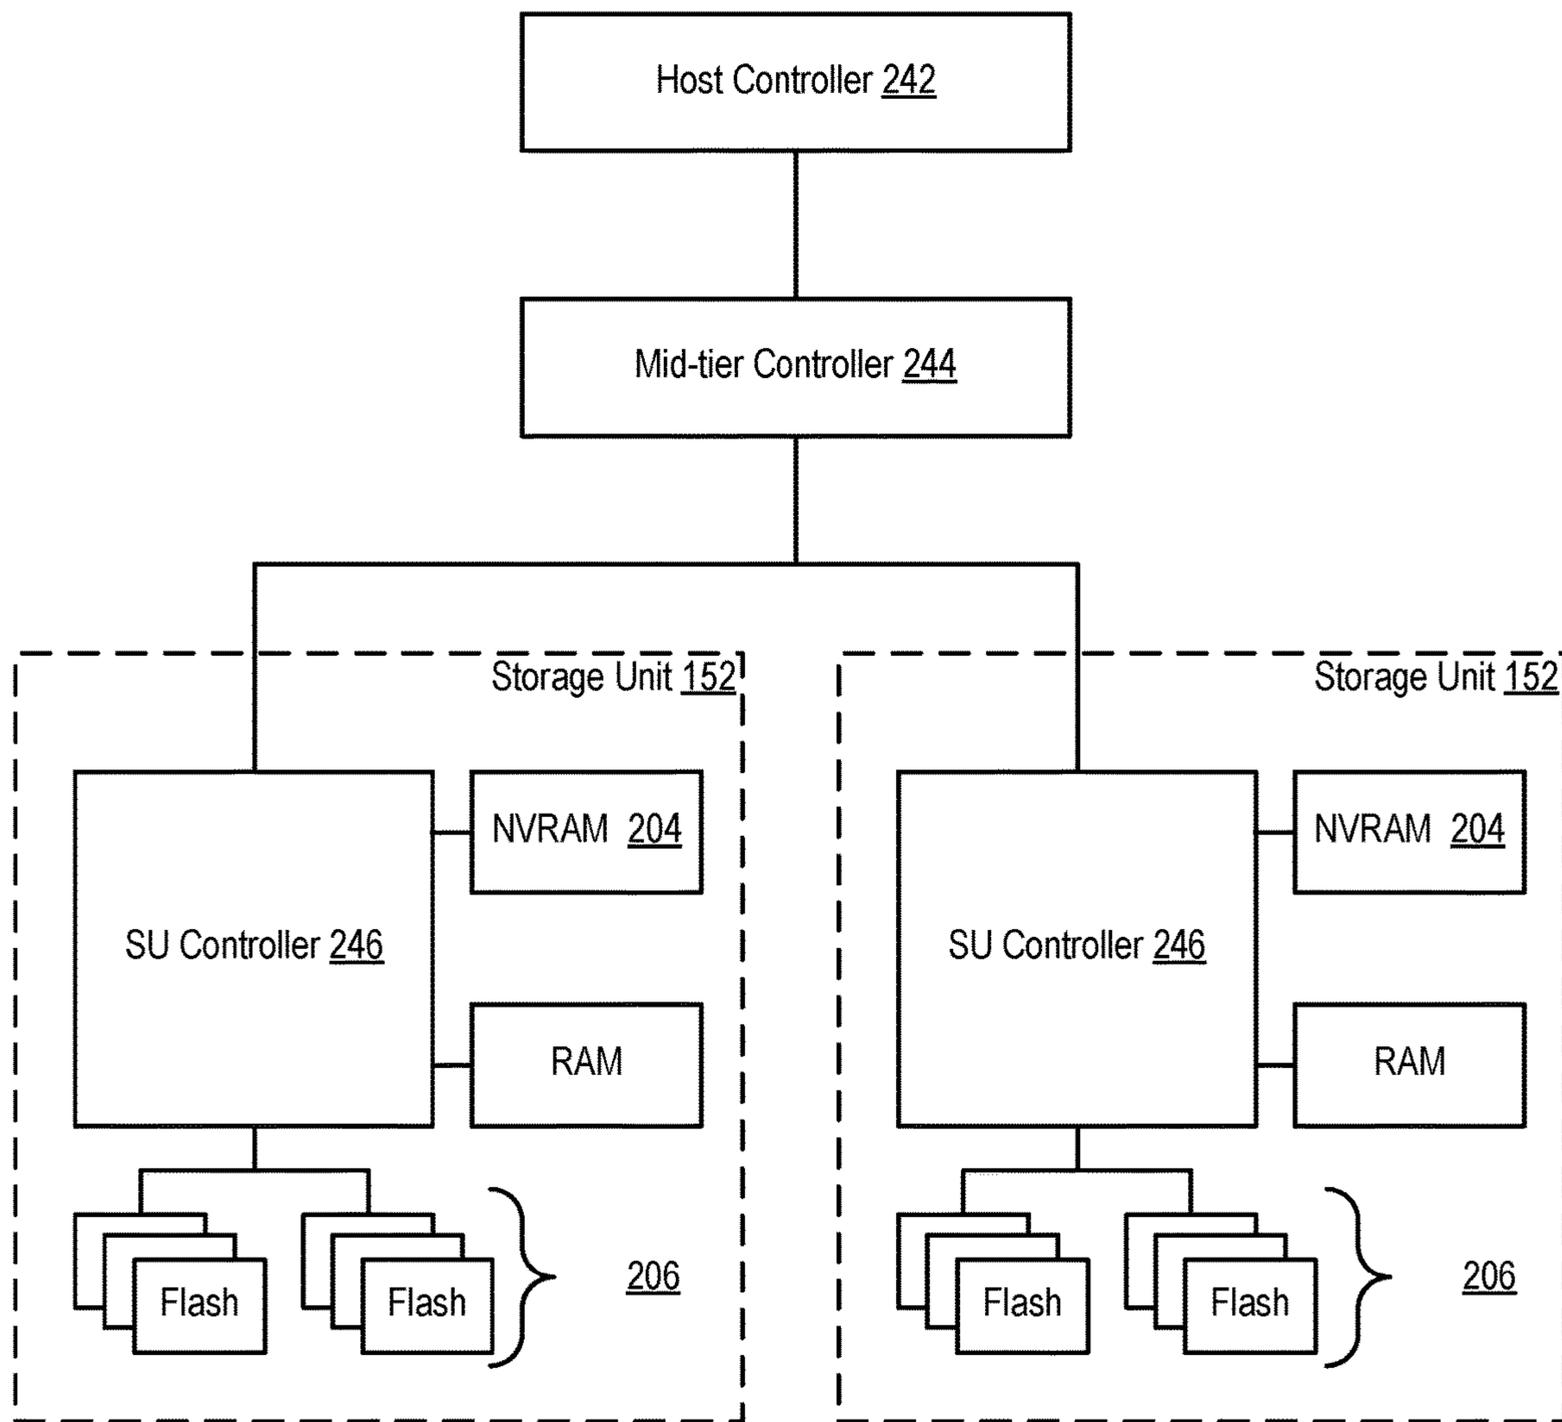 Host Controller 242
Mid-tier Controller 244
Storage Unit 152
Storage Unit 152
NVRAM 204
NVRAM 204
SU Controller 246
SU Controller 246
RAM
RAM
Flash
Flash
206
Flash
Flash
206